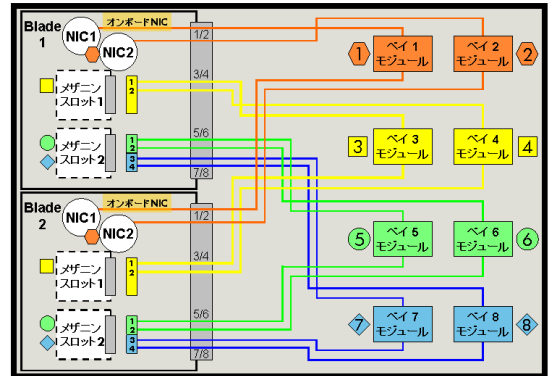 Blade 1
オンボードNIC
NIC1
NIC2
1/2
メザニン
スロット1
1
2
3/4
メザニン
スロット2
1
2
3
4
5/6
7/8
Blade 2
オンボードNIC
NIC1
NIC2
1/2
メザニン
スロット1
1
2
3/4
メザニン
スロット2
1
2
3
4
5/6
7/8
1
ベイ 1
モジュール
ベイ 2
モジュール
2
3
ベイ 3
モジュール
ベイ 4
モジュール
4
5
ベイ 5
モジュール
ベイ 6
モジュール
6
7
ベイ 7
モジュール
ベイ 8
モジュール
8